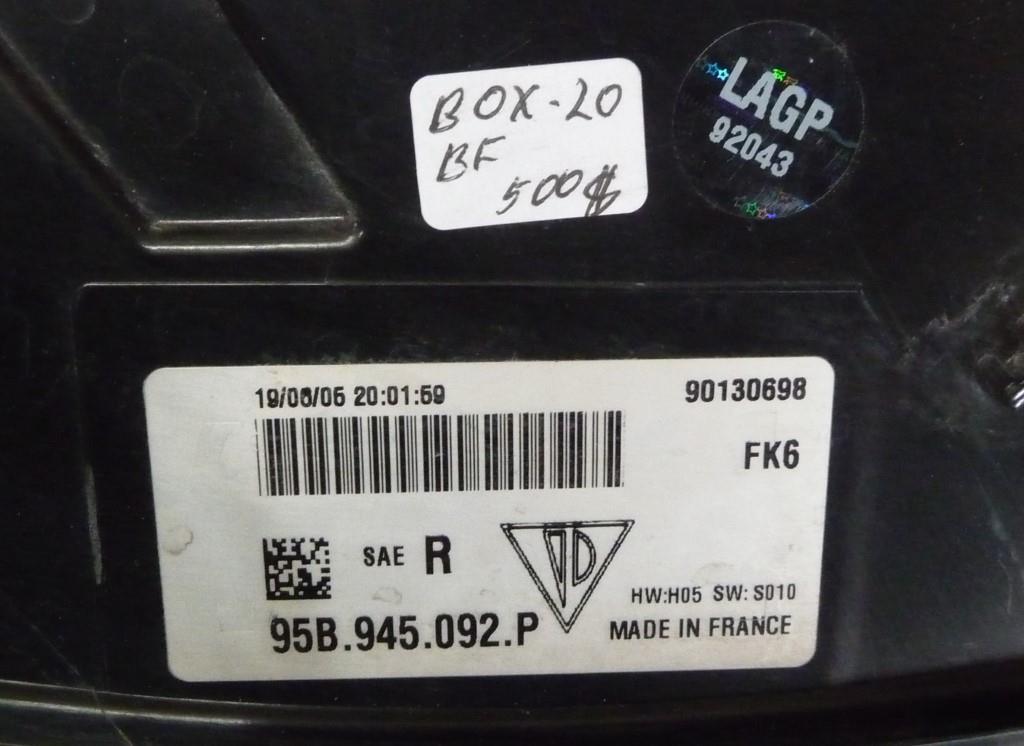 BOX-20
BF
500$
LAGP
92043
19/06/05 20:01:59
90130698
FK6
SAE R
HW:H05 SW:S010
95B.945.092.P
MADE IN FRANCE